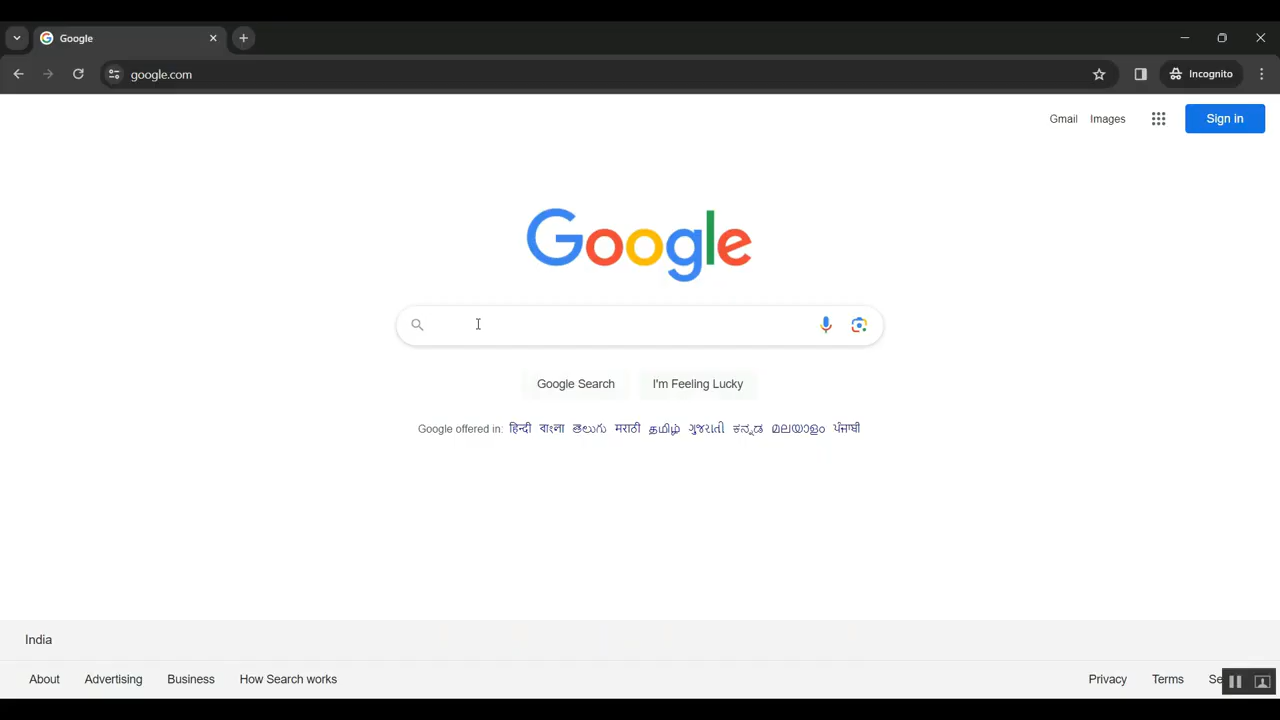 Google
google.com
Incognito
Gmail Images Sign in
Google
Google Search I'm Feeling Lucky
Google offered in: हिन्दी বাংলা తెలుగు मराठी தமிழ் ગુજરાતી ಕನ್ನಡ മലയാളം ਪੰਜਾਬੀ
India
About Advertising Business How Search works Privacy Terms Se